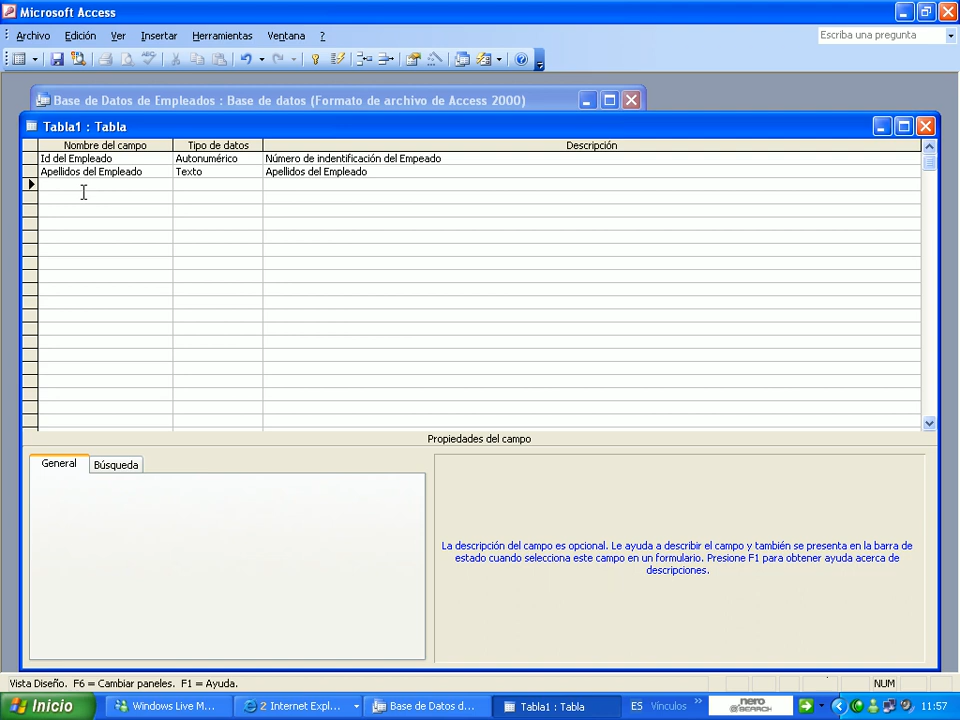 Microsoft Access
Archivo Edición Ver Insertar Herramientas Ventana ?
Escriba una pregunta
Base de Datos de Empleados : Base de datos (Formato de archivo de Access 2000)
Tabla1 : Tabla
Nombre del campo Tipo de datos Descripción
Id del Empleado Autonumérico Número de indentificación del Empeado
Apellidos del Empleado Texto Apellidos del Empleado
Propiedades del campo
General Búsqueda
La descripción del campo es opcional. Le ayuda a describir el campo y también se presenta en la barra de
estado cuando selecciona este campo en un formulario. Presione F1 para obtener ayuda acerca de
descripciones.
Vista Diseño. F6 = Cambiar paneles. F1 = Ayuda. NUM
Inicio Windows Live M... 2 Internet Expl... Base de Datos d... Tabla1 : Tabla ES Vínculos » nero SEARCH 11:57